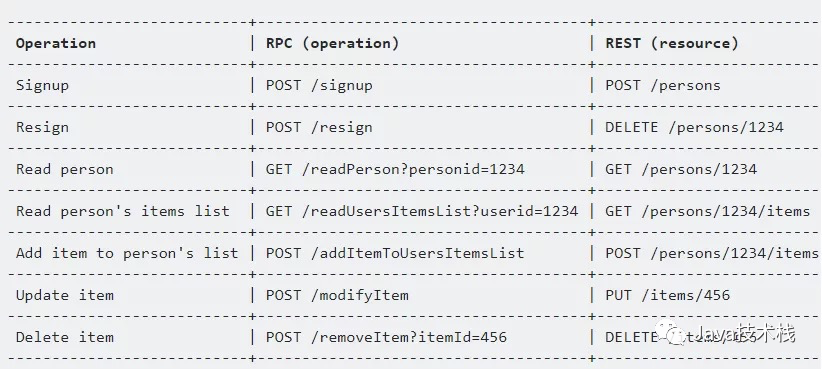 Operation | RPC (operation) | REST (resource)
Signup | POST /signup | POST /persons
Resign | POST /resign | DELETE /persons/1234
Read person | GET /readPerson?personid=1234 | GET /persons/1234
Read person's items list | GET /readUsersItemsList?userid=1234 | GET /persons/1234/items
Add item to person's list | POST /addItemToUsersItemsList | POST /persons/1234/items
Update item | POST /modifyItem | PUT /items/456
Delete item | POST /removeItem?itemId=456 | DELETE
Java技术栈